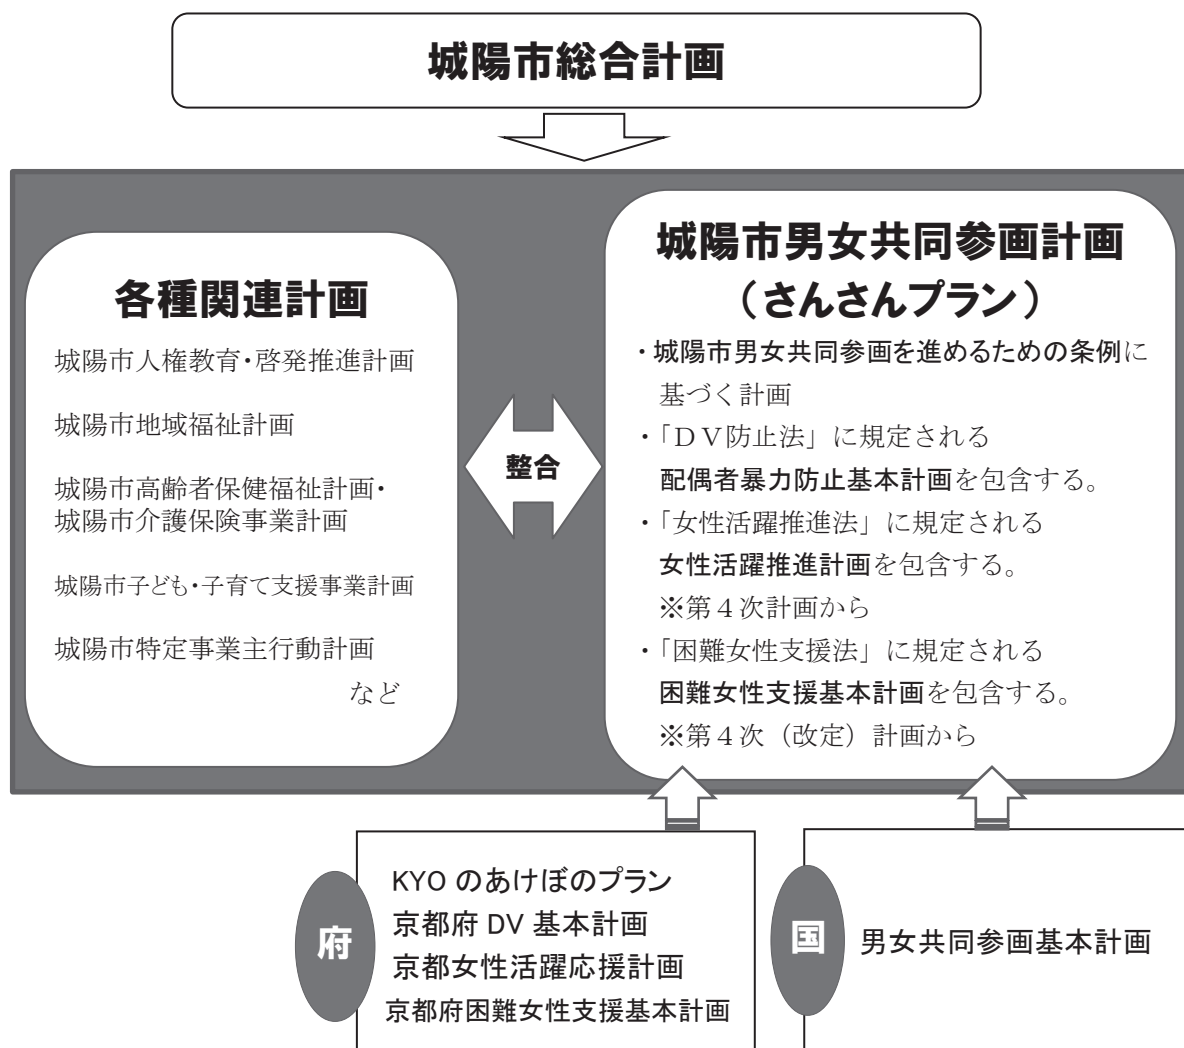 城陽市総合計画
各種関連計画
城陽市人権教育・啓発推進計画
城陽市地域福祉計画
城陽市高齢者保健福祉計画・
城陽市介護保険事業計画
城陽市子ども・子育て支援事業計画
城陽市特定事業主行動計画
など
整合
城陽市男女共同参画計画
（さんさんプラン）
・城陽市男女共同参画を進めるための条例に
基づく計画
・「ＤＶ防止法」に規定される
配偶者暴力防止基本計画を包含する。
・「女性活躍推進法」に規定される
女性活躍推進計画を包含する。
※第４次計画から
・「困難女性支援法」に規定される
困難女性支援基本計画を包含する。
※第４次（改定）計画から
府
KYO のあけぼのプラン
京都府 DV 基本計画
京都女性活躍応援計画
京都府困難女性支援基本計画
国
男女共同参画基本計画